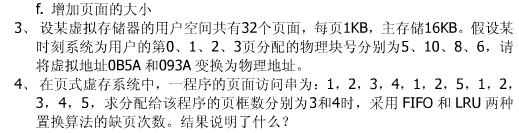 f. 增加页面的大小
3、 设某虚拟存储器的用户空间共有32个页面，每页1KB，主存储16KB。假设某
时刻系统为用户的第0、1、2、3页分配的物理块号分别为5、10、8、6，请
将虚拟地址0B5A 和093A 变换为物理地址。
4、 在页式虚存系统中，一程序的页面访问串为：1，2，3，4，1，2，5，1，2，
3，4，5，求分配给该程序的页框数分别为3和4时，采用 FIFO 和 LRU 两种
置换算法的缺页次数。结果说明了什么？